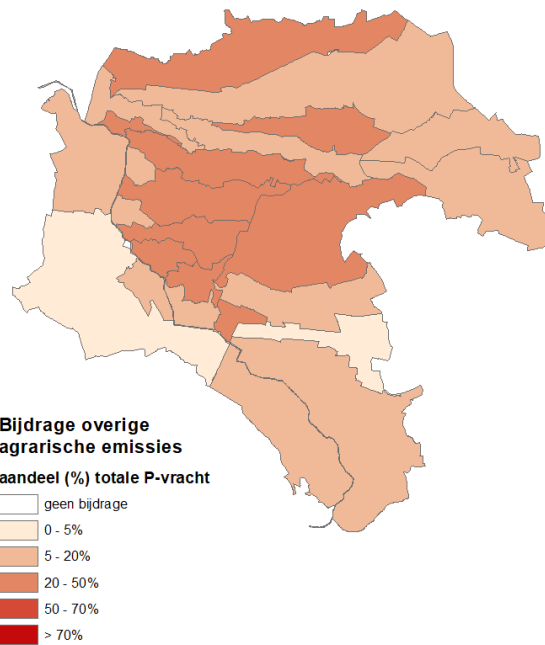 Bijdrage overige
agrarische emissies
aandeel (%) totale P-vracht
geen bijdrage
0 - 5%
5 - 20%
20 - 50%
50 - 70%
> 70%